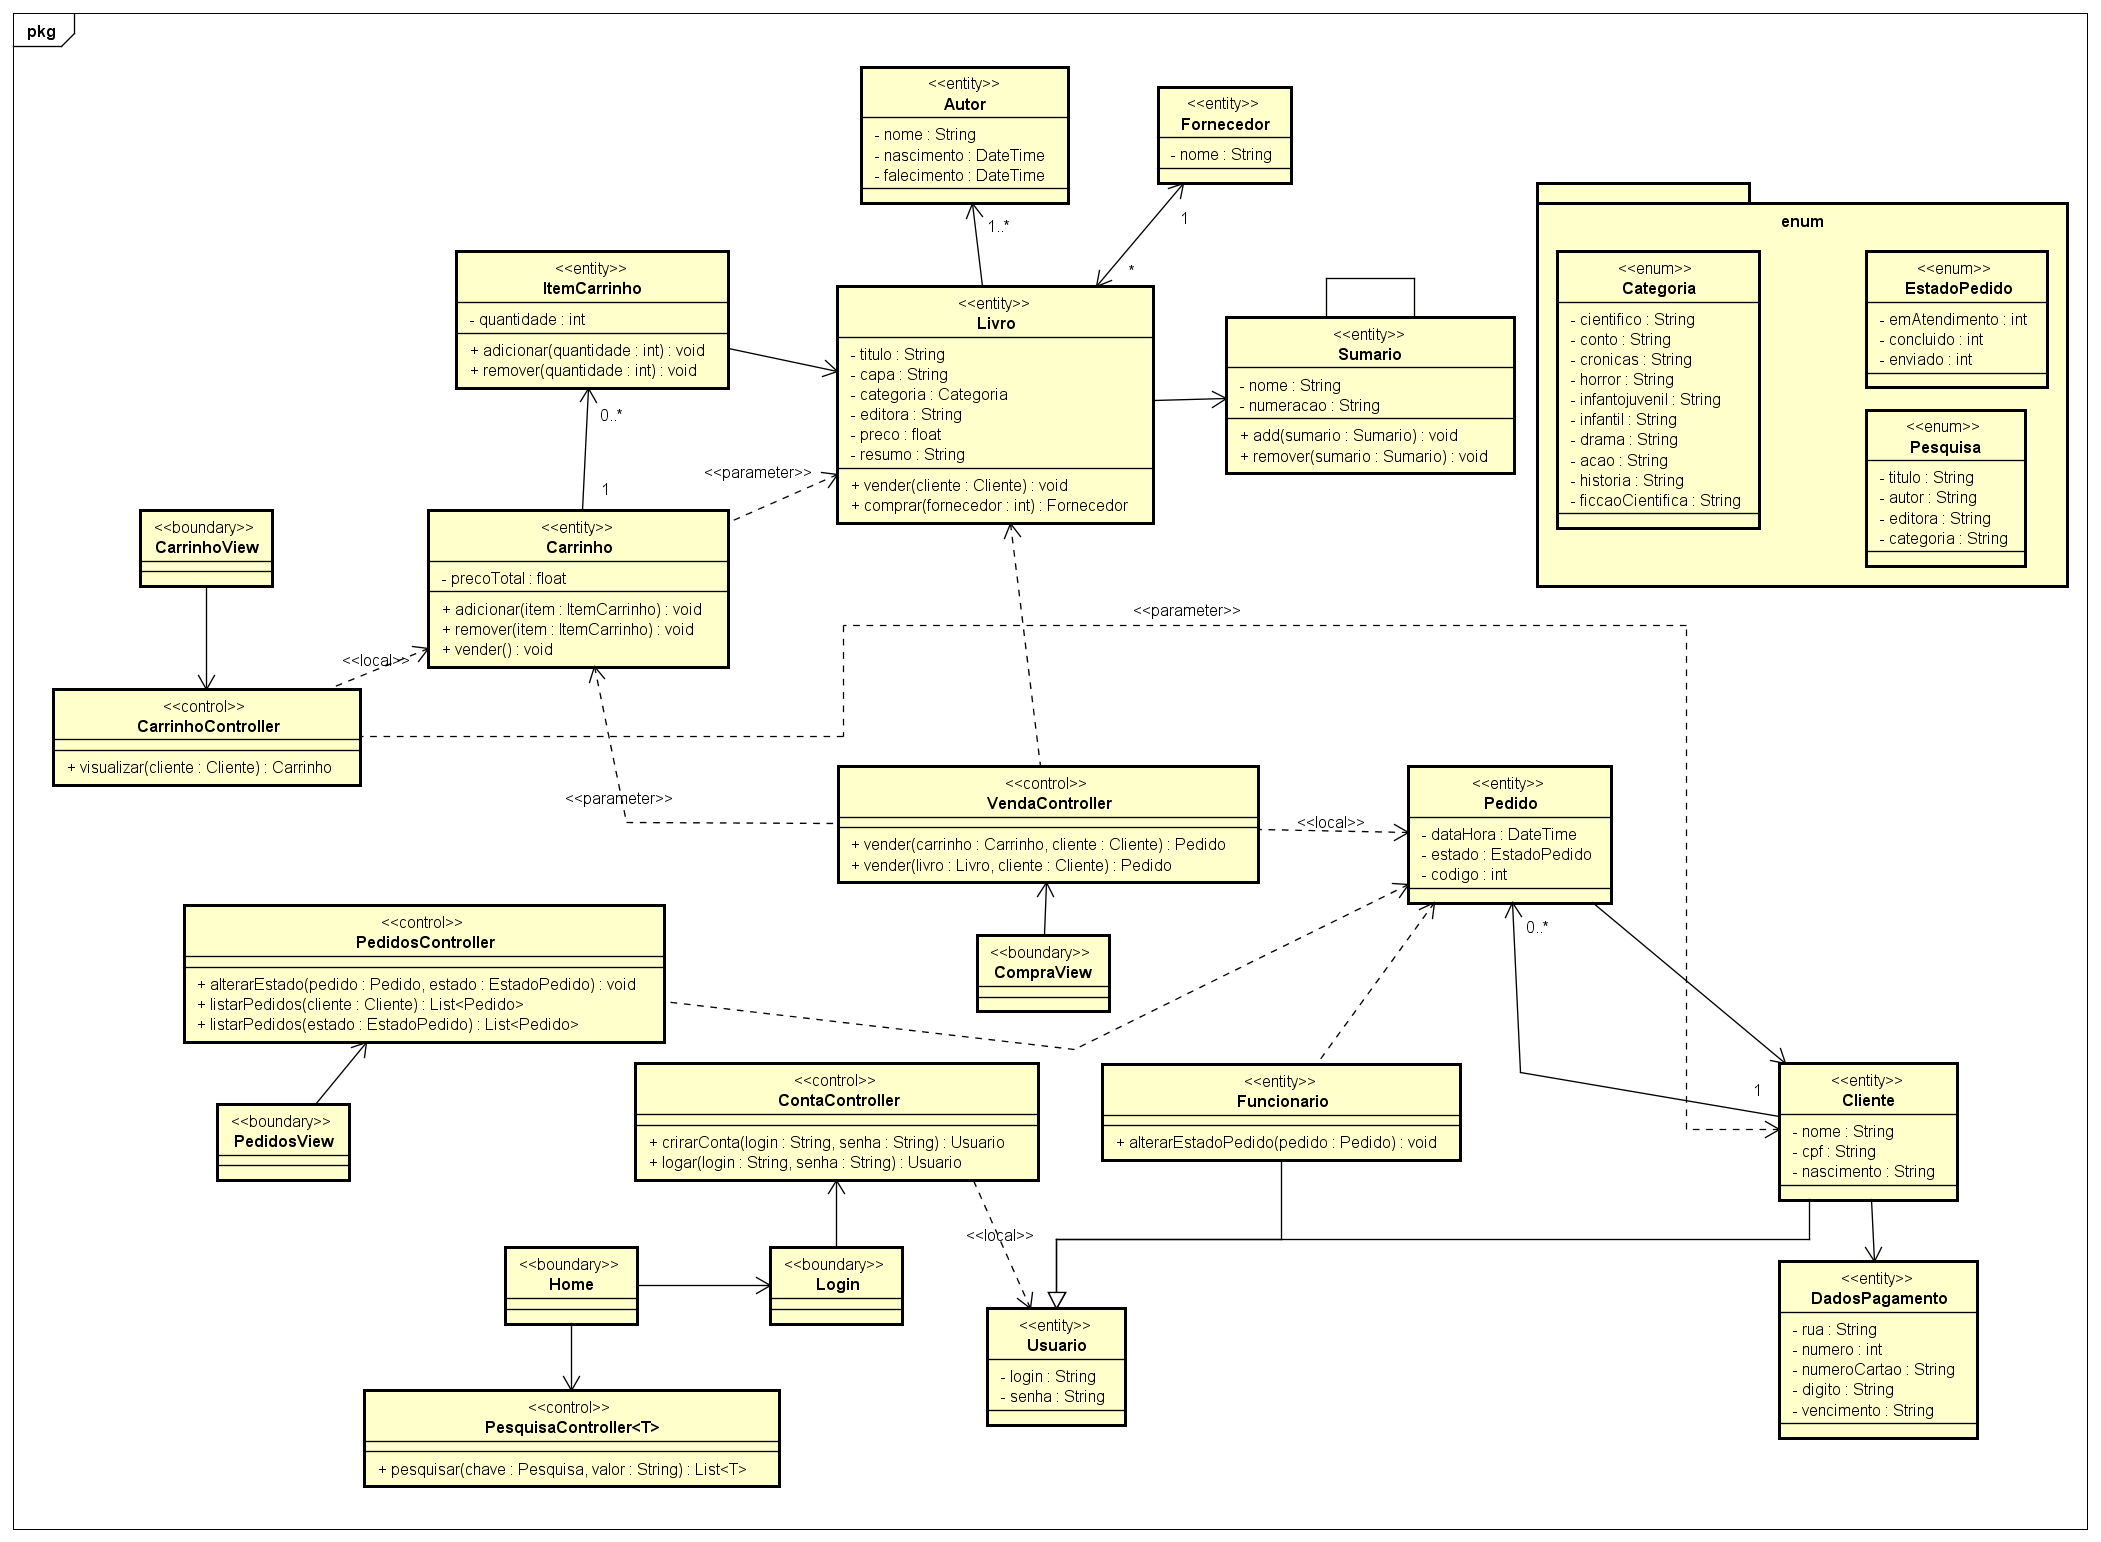 pkg
<<entity>>
Autor
- nome : String
- nascimento : DateTime
- falecimento : DateTime
<<entity>>
Fornecedor
- nome : String
1..*
1
*
<<entity>>
ItemCarrinho
- quantidade : int
+ adicionar(quantidade : int) : void
+ remover(quantidade : int) : void
<<entity>>
Livro
- titulo : String
- capa : String
- categoria : Categoria
- editora : String
- preco : float
- resumo : String
+ vender(cliente : Cliente) : void
+ comprar(fornecedor : int) : Fornecedor
<<entity>>
Sumario
- nome : String
- numeracao : String
+ add(sumario : Sumario) : void
+ remover(sumario : Sumario) : void
enum
<<enum>>
Categoria
- cientifico : String
- conto : String
- cronicas : String
- horror : String
- infantojuvenil : String
- infantil : String
- drama : String
- acao : String
- historia : String
- ficcaoCientifica : String
<<enum>>
EstadoPedido
- emAtendimento : int
- concluido : int
- enviado : int
<<enum>>
Pesquisa
- titulo : String
- autor : String
- editora : String
- categoria : String
0..*
1
<<parameter>>
<<boundary>>
CarrinhoView
<<entity>>
Carrinho
- precoTotal : float
+ adicionar(item : ItemCarrinho) : void
+ remover(item : ItemCarrinho) : void
+ vender() : void
<<parameter>>
<<local>>
<<control>>
CarrinhoController
+ visualizar(cliente : Cliente) : Carrinho
<<parameter>>
<<control>>
VendaController
+ vender(carrinho : Carrinho, cliente : Cliente) : Pedido
+ vender(livro : Livro, cliente : Cliente) : Pedido
<<local>>
<<entity>>
Pedido
- dataHora : DateTime
- estado : EstadoPedido
- codigo : int
0..*
1
<<control>>
PedidosController
+ alterarEstado(pedido : Pedido, estado : EstadoPedido) : void
+ listarPedidos(cliente : Cliente) : List<Pedido>
+ listarPedidos(estado : EstadoPedido) : List<Pedido>
<<boundary>>
CompraView
<<boundary>>
PedidosView
<<control>>
ContaController
+ crirarConta(login : String, senha : String) : Usuario
+ logar(login : String, senha : String) : Usuario
<<entity>>
Funcionario
+ alterarEstadoPedido(pedido : Pedido) : void
<<entity>>
Cliente
- nome : String
- cpf : String
- nascimento : String
<<local>>
<<boundary>>
Home
<<boundary>>
Login
<<entity>>
Usuario
- login : String
- senha : String
<<entity>>
DadosPagamento
- rua : String
- numero : int
- numeroCartao : String
- digito : String
- vencimento : String
<<control>>
PesquisaController<T>
+ pesquisar(chave : Pesquisa, valor : String) : List<T>